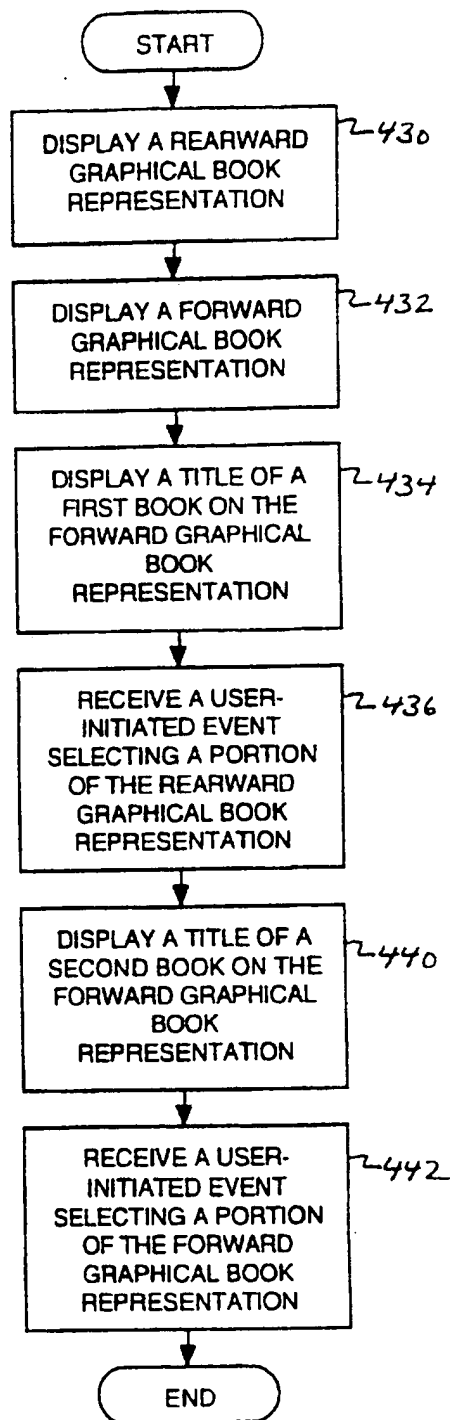 START
DISPLAY A REARWARD
GRAPHICAL BOOK
REPRESENTATION
430
DISPLAY A FORWARD
GRAPHICAL BOOK
REPRESENTATION
432
DISPLAY A TITLE OF A
FIRST BOOK ON THE
FORWARD GRAPHICAL
BOOK
REPRESENTATION
434
RECEIVE A USER-
INITIATED EVENT
SELECTING A PORTION
OF THE REARWARD
GRAPHICAL BOOK
REPRESENTATION
436
DISPLAY A TITLE OF A
SECOND BOOK ON THE
FORWARD GRAPHICAL
BOOK
REPRESENTATION
440
RECEIVE A USER-
INITIATED EVENT
SELECTING A PORTION
OF THE FORWARD
GRAPHICAL BOOK
REPRESENTATION
442
END